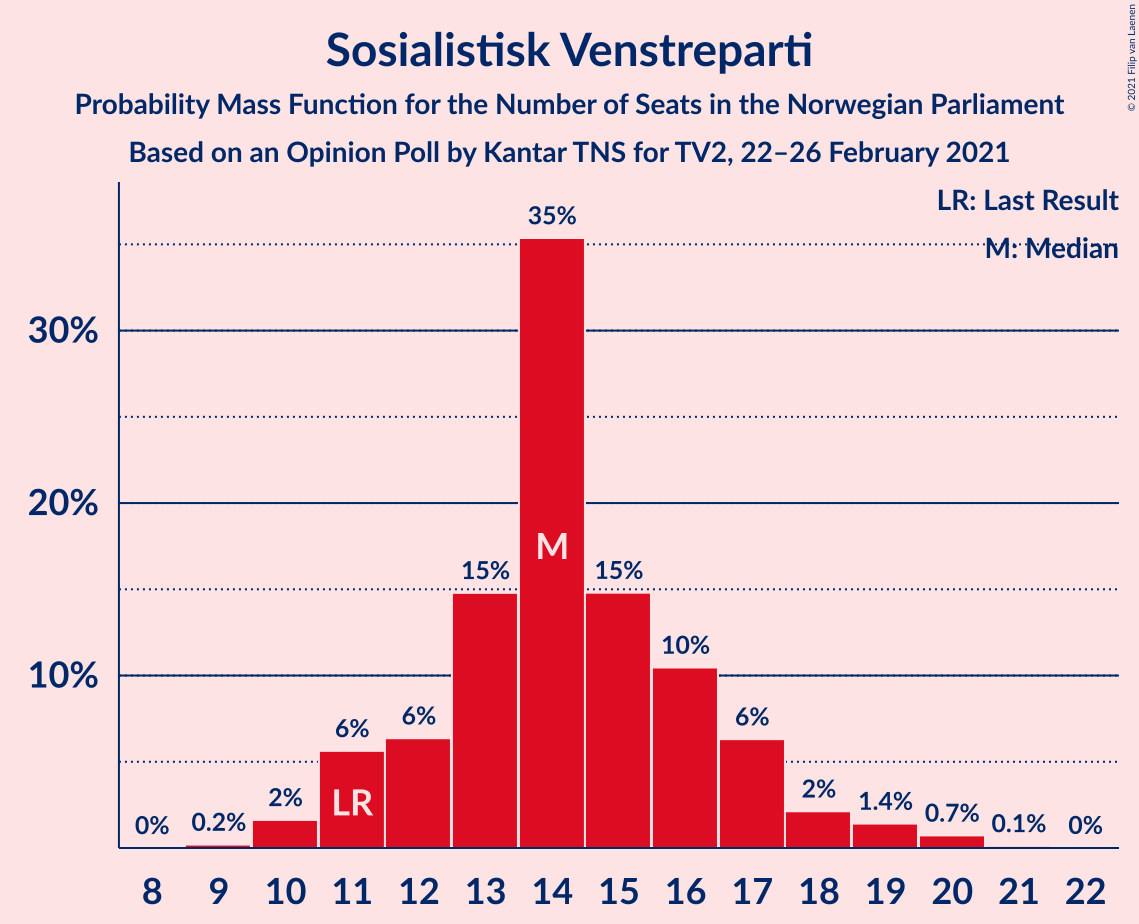 Sosialistisk Venstreparti
Probability Mass Function for the Number of Seats in the Norwegian Parliament
Based on an Opinion Poll by Kantar TNS for TV2, 22–26 February 2021
© 2021 Filip van Laenen
LR: Last Result
M: Median
35%
30%
20%
10%
M
15%
15%
10%
6%
6%
6%
LR
2%
2%
1.4%
0.7%
0%
0.2%
0.1%
0%
8 9 10 11 12 13 14 15 16 17 18 19 20 21 22